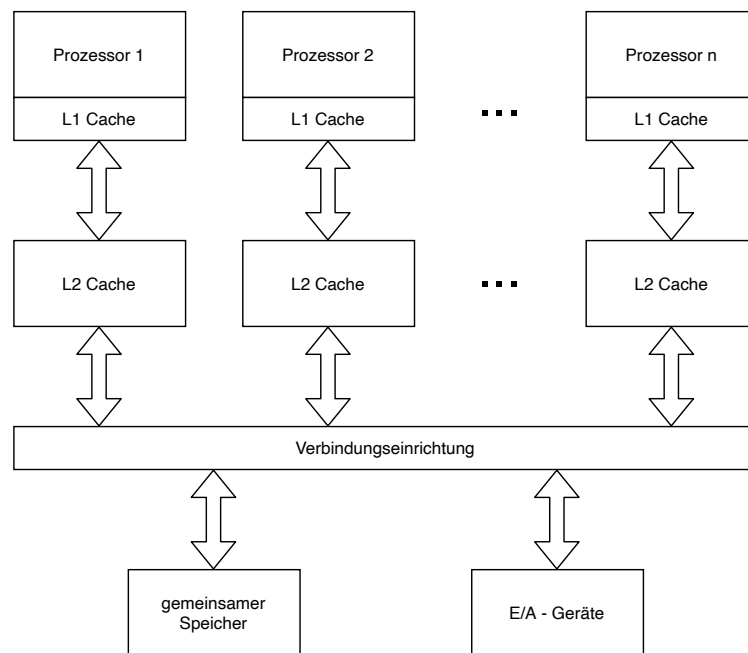 Prozessor 1
Prozessor 2
Prozessor n
L1 Cache
L1 Cache
L1 Cache
L2 Cache
L2 Cache
L2 Cache
Verbindungseinrichtung
gemeinsamer
Speicher
E/A - Geräte